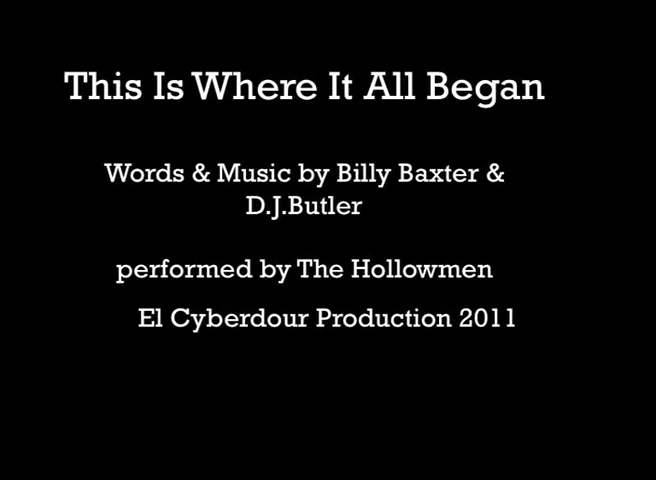 This Is Where It All Began
Words & Music by Billy Baxter &
D.J.Butler
performed by The Hollowmen
El Cyberdour Production 2011